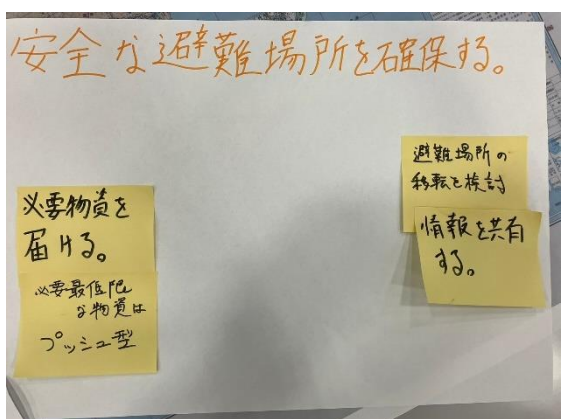 安全な避難場所を確保する。
必要物資を
届ける。
必要最低限
な物資は
プッシュ型
避難場所の
移転を検討
情報を共有
する。